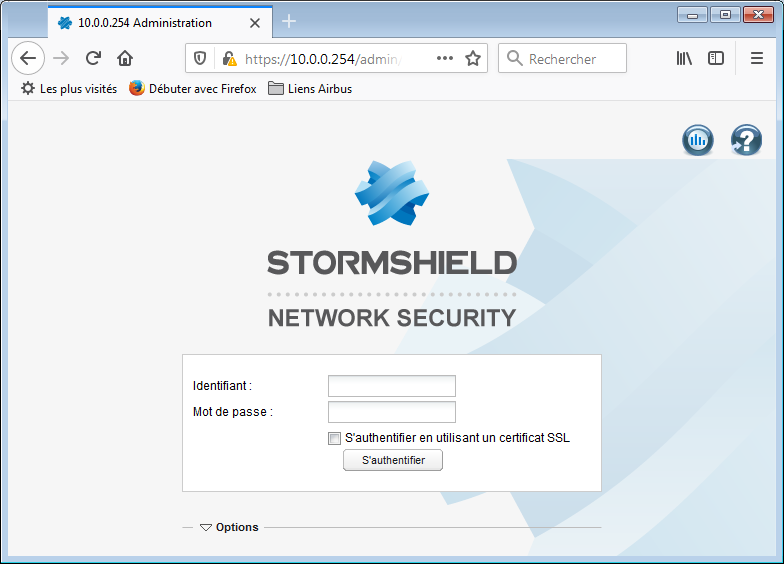 10.0.0.254 Administration
https://10.0.0.254/admin/
Rechercher
Les plus visités
Débuter avec Firefox
Liens Airbus
STORMSHIELD
NETWORK SECURITY
Identifiant :
Mot de passe :
S'authentifier en utilisant un certificat SSL
S'authentifier
Options